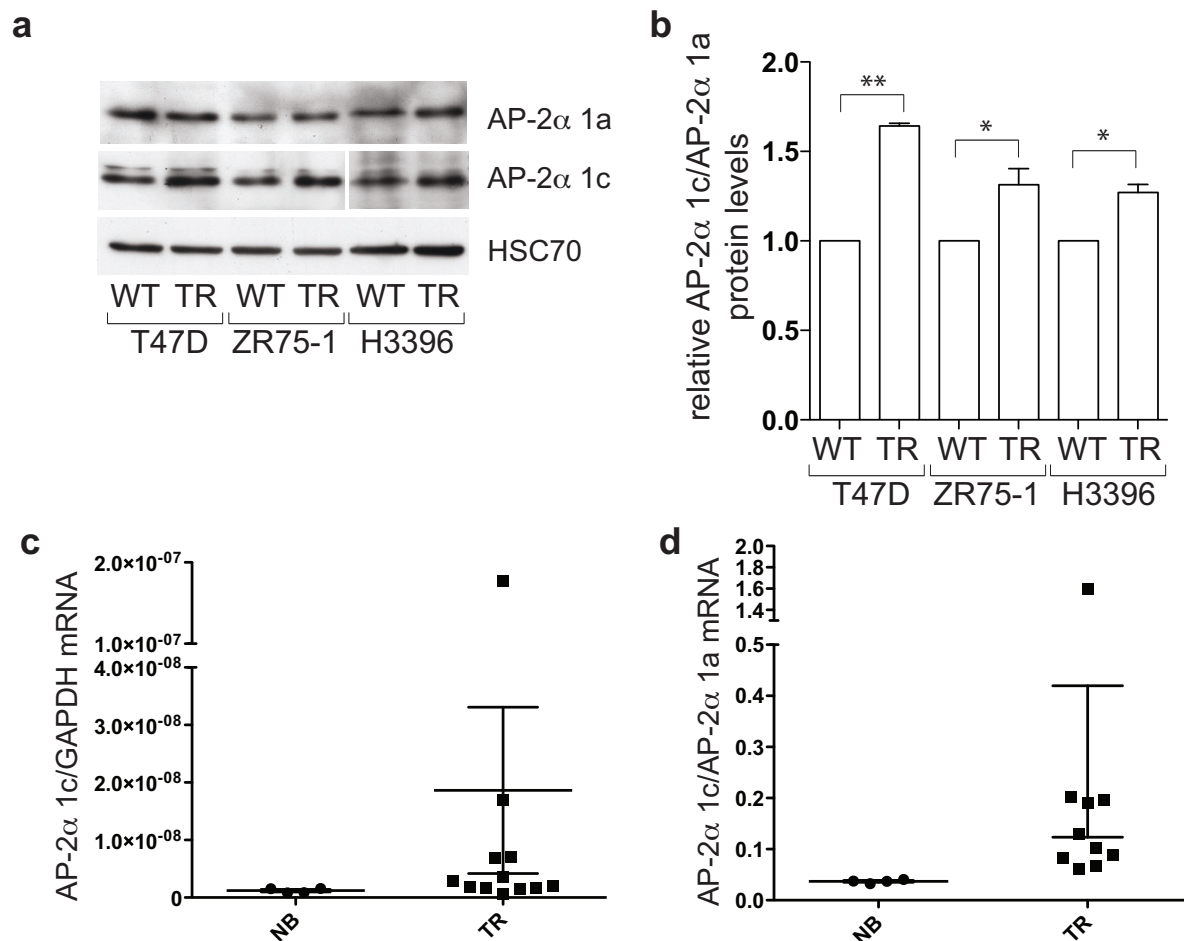 a
AP-2α 1a
AP-2α 1c
HSC70
WT TR WT TR WT TR
T47D ZR75-1 H3396
b
relative AP-2α 1c/AP-2α 1a
protein levels
2.0
1.5
1.0
0.5
0.0
**
*
*
WT TR WT TR WT TR
T47D ZR75-1 H3396
c
AP-2α 1c/GAPDH mRNA
2.0×10-07
1.0×10-07
4.0×10-08
3.0×10-08
2.0×10-08
1.0×10-08
0
NB
TR
d
AP-2α 1c/AP-2α 1a mRNA
2.0
1.8
1.6
1.4
0.5
0.4
0.3
0.2
0.1
0.0
NB
TR